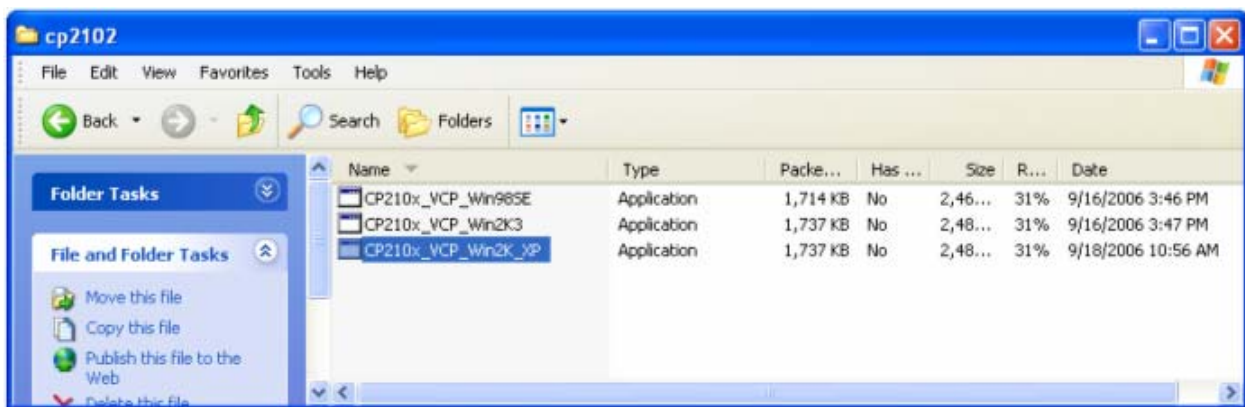 cp2102
File Edit View Favorites Tools Help
Back Search Folders
Name Type Packe... Has ... Size R... Date
Folder Tasks
CP210x_VCP_Win98SE Application 1,714 KB No 2,46... 31% 9/16/2006 3:46 PM
CP210x_VCP_Win2K3 Application 1,737 KB No 2,48... 31% 9/16/2006 3:47 PM
File and Folder Tasks
CP210x_VCP_Win2K_XP Application 1,737 KB No 2,48... 31% 9/18/2006 10:56 AM
Move this file
Copy this file
Publish this file to the
Web
Delete this file